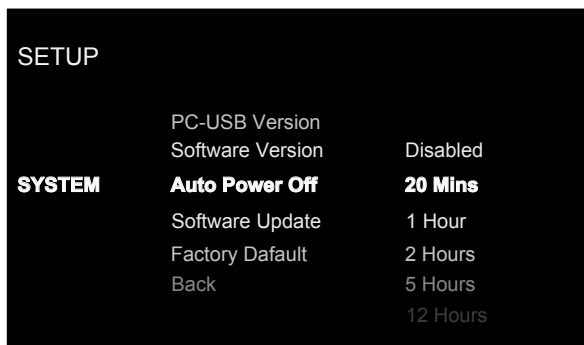 SETUP
PC-USB Version
Software Version Disabled
SYSTEM Auto Power Off 20 Mins
Software Update 1 Hour
Factory Dafault 2 Hours
Back 5 Hours
12 Hours